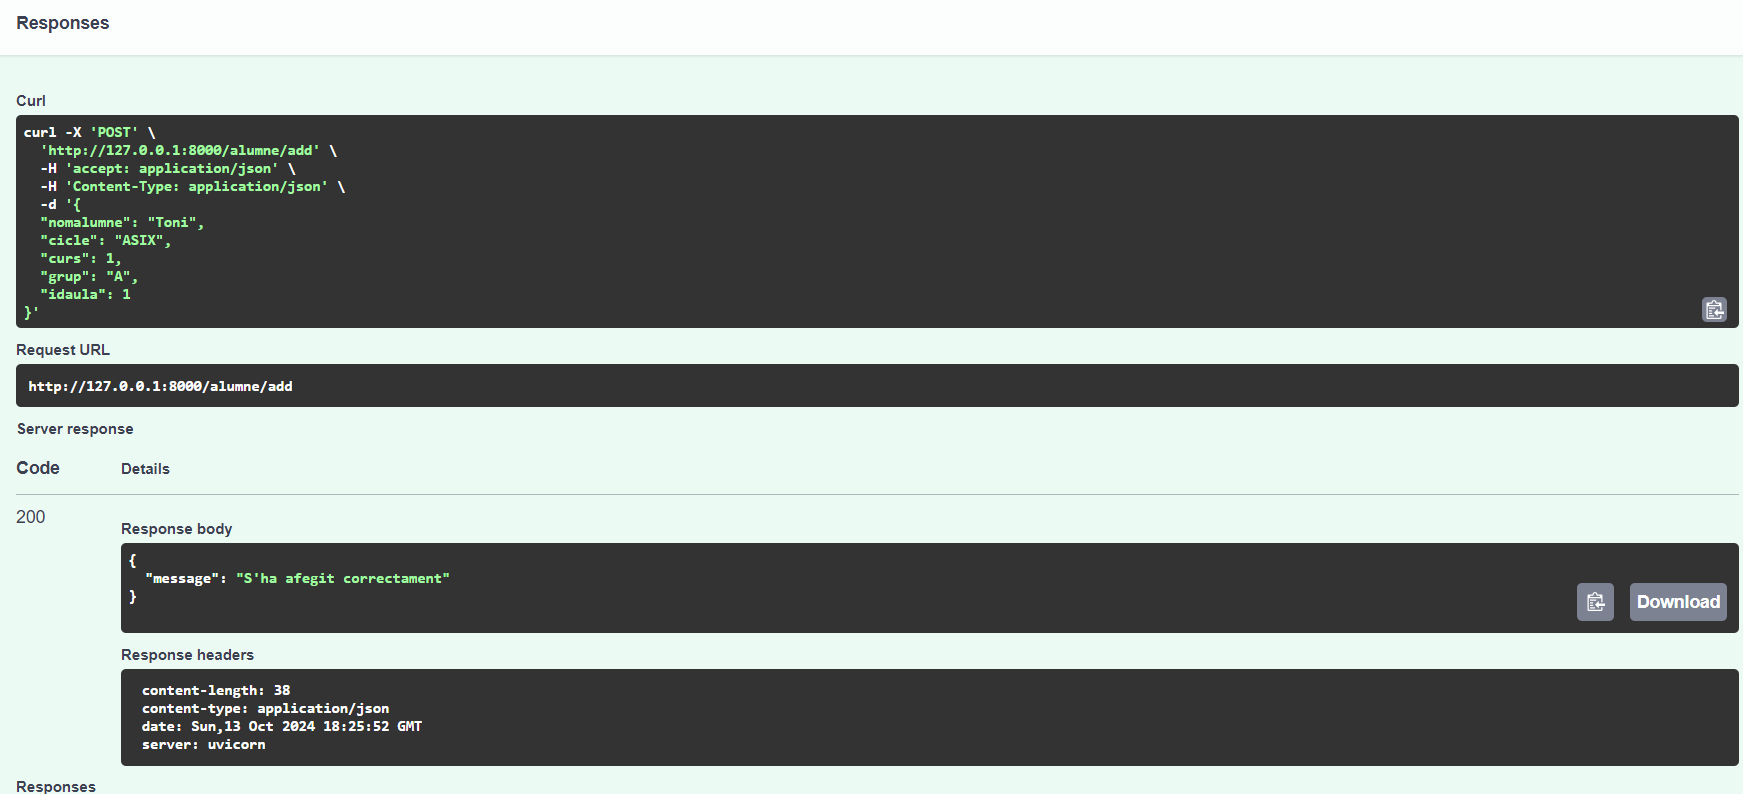 Responses
Curl
curl -X 'POST' \
  'http://127.0.0.1:8000/alumne/add' \
  -H 'accept: application/json' \
  -H 'Content-Type: application/json' \
  -d '{
  "nomalumne": "Toni",
  "cicle": "ASIX",
  "curs": 1,
  "grup": "A",
  "idaula": 1
}'
Request URL
http://127.0.0.1:8000/alumne/add
Server response
Code Details
200
Response body
{
  "message": "S'ha afegit correctament"
}
Download
Response headers
content-length: 38
content-type: application/json
date: Sun,13 Oct 2024 18:25:52 GMT
server: uvicorn
Responses